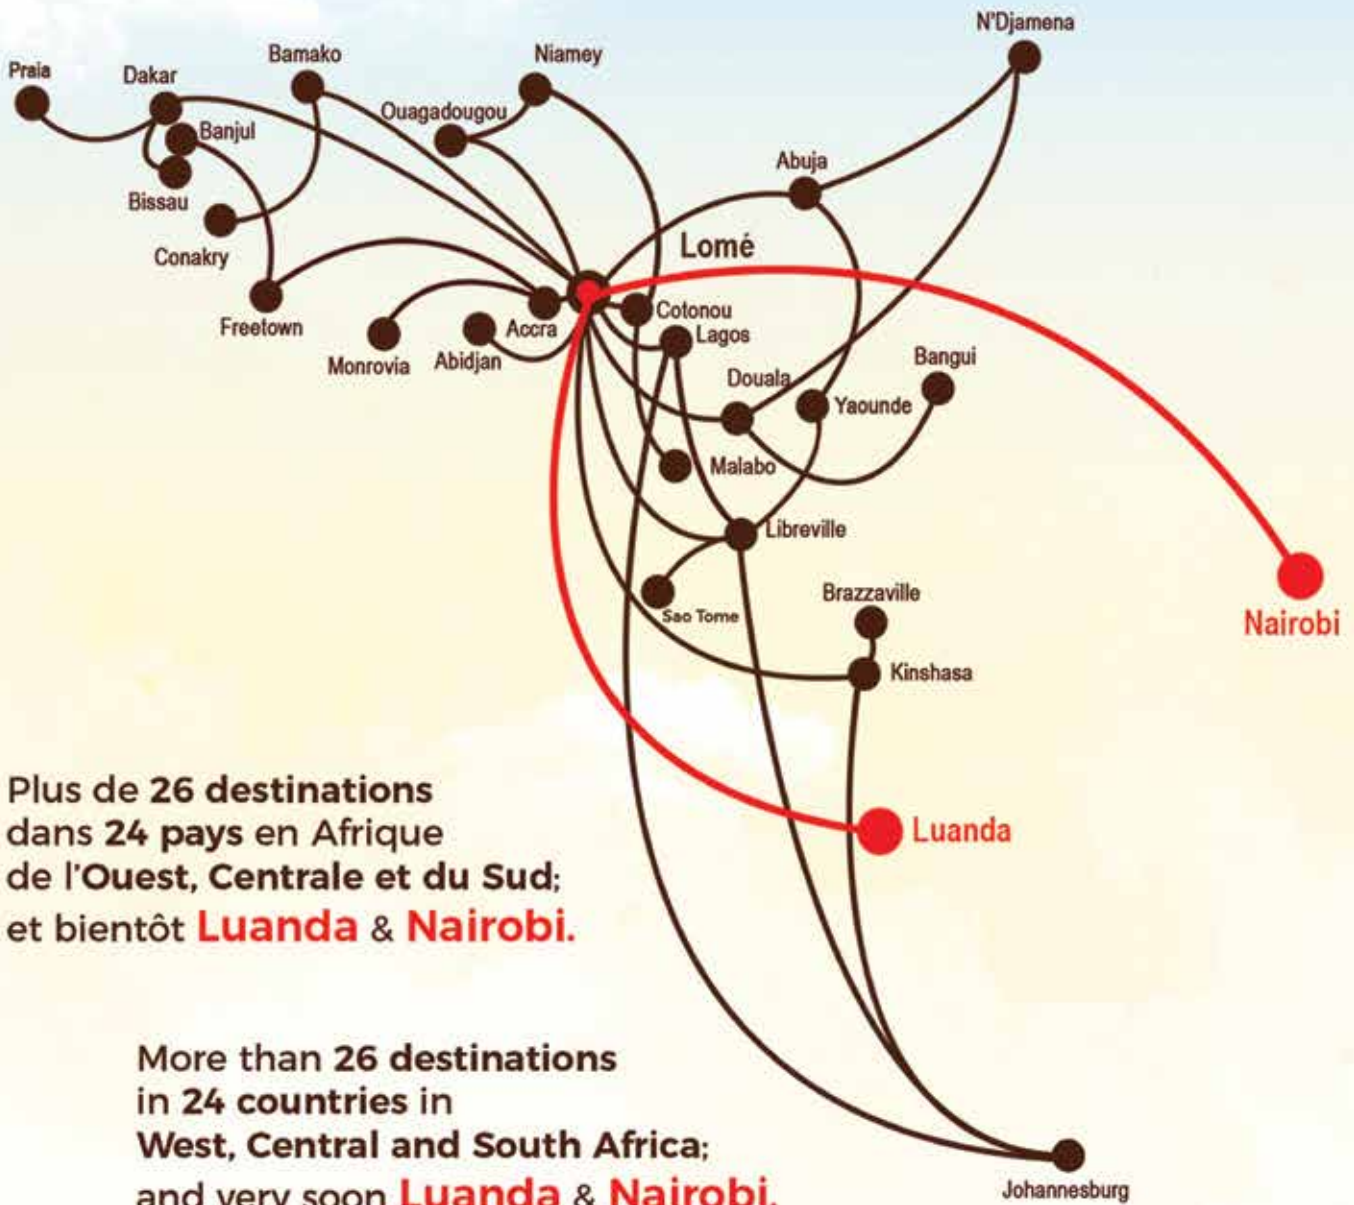 N'Djamena
Praia
Dakar
Bamako
Niamey
Ouagadougou
Banjul
Abuja
Bissau
Conakry
Lomé
Freetown
Monrovia
Abidjan
Accra
Cotonou
Lagos
Douala
Bangui
Yaounde
Malabo
Libreville
Sao Tome
Brazzaville
Nairobi
Kinshasa
Luanda
Plus de 26 destinations
dans 24 pays en Afrique
de l'Ouest, Centrale et du Sud;
et bientôt Luanda & Nairobi.
More than 26 destinations
in 24 countries in
West, Central and South Africa;
and very soon Luanda & Nairobi.
Johannesburg